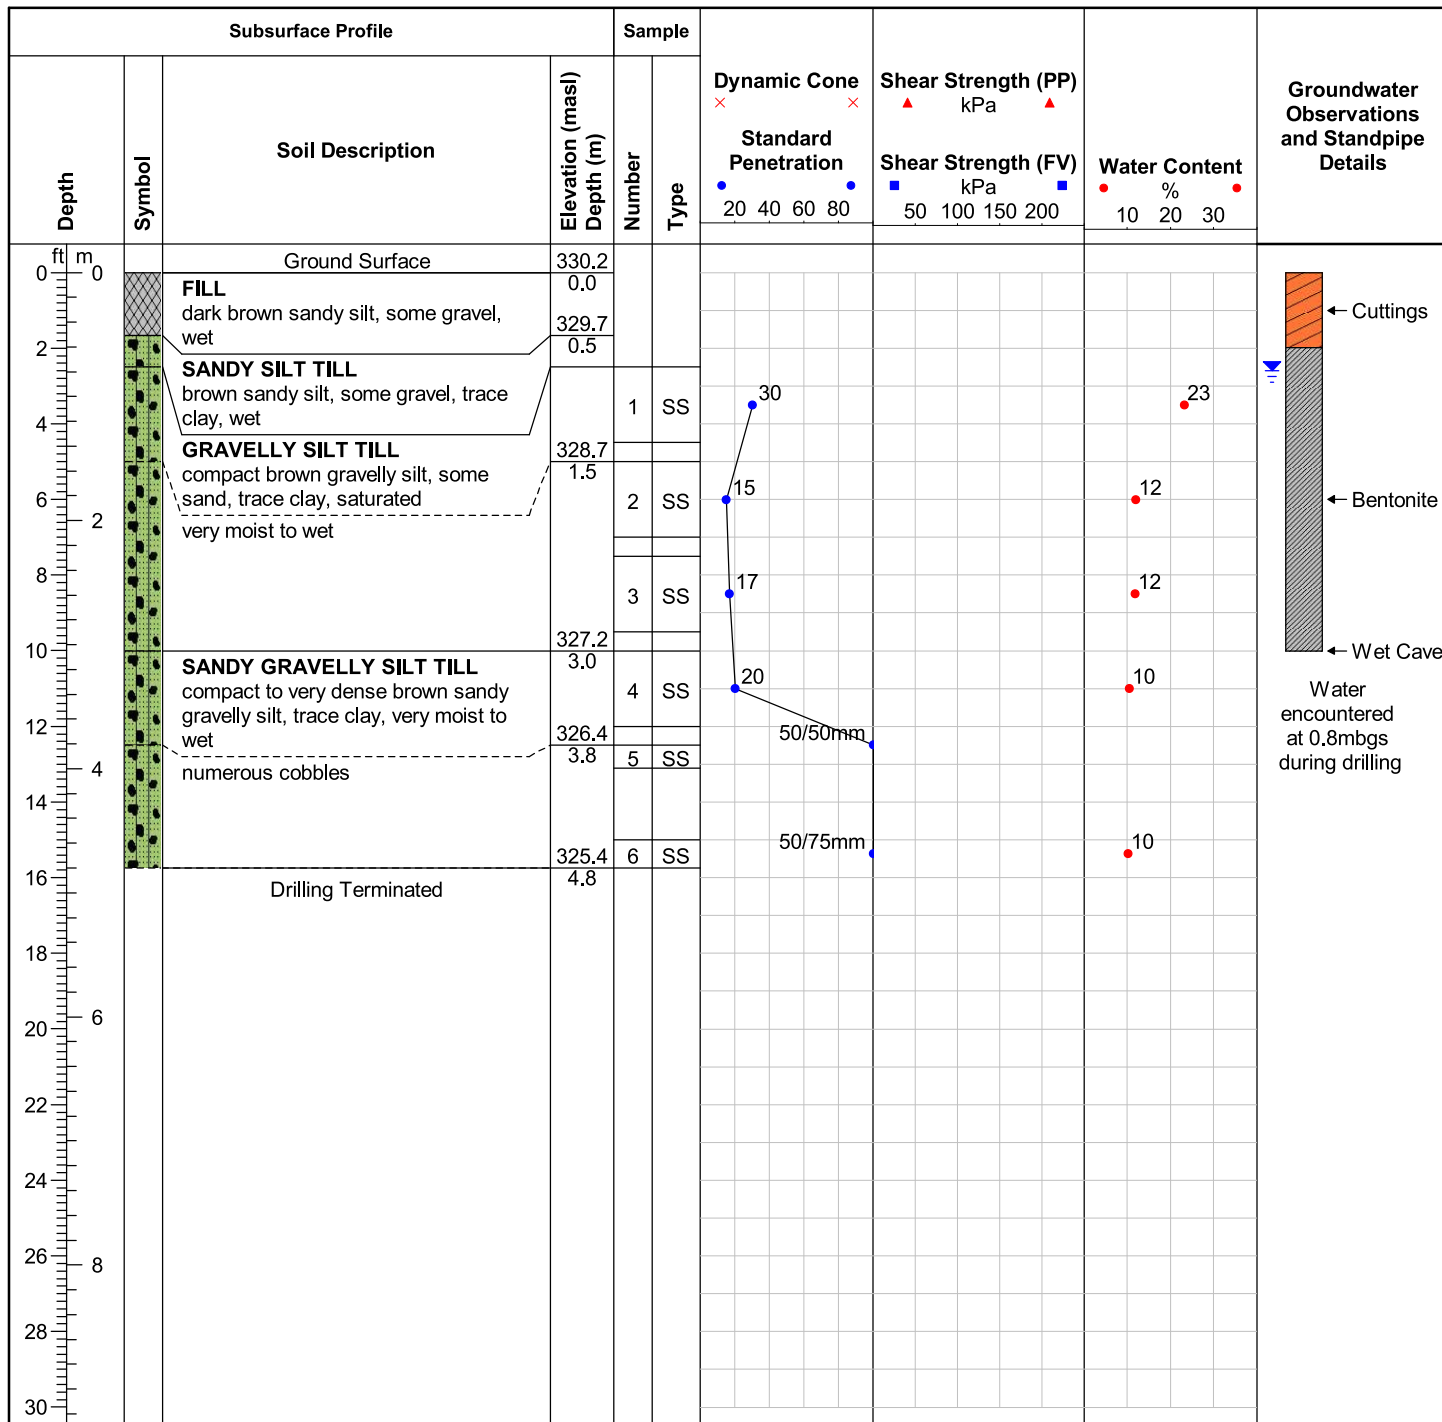 Subsurface Profile
Sample
Depth
Symbol
Soil Description
Elevation (masl)
Depth (m)
Number
Type
Dynamic Cone
Standard
Penetration
20 40 60 80
Shear Strength (PP)
kPa
Shear Strength (FV)
kPa
50 100 150 200
Water Content
%
10 20 30
Groundwater
Observations
and Standpipe
Details
ft m
0 0
2
4
6
2
8
10
12
4
14
16
18
6
20
22
24
26
8
28
30
Ground Surface
330.2
0.0
FILL
dark brown sandy silt, some gravel,
wet
329.7
0.5
SANDY SILT TILL
brown sandy silt, some gravel, trace
clay, wet
GRAVELLY SILT TILL
compact brown gravelly silt, some
sand, trace clay, saturated
328.7
1.5
very moist to wet
327.2
3.0
SANDY GRAVELLY SILT TILL
compact to very dense brown sandy
gravelly silt, trace clay, very moist to
wet
326.4
3.8
numerous cobbles
325.4
4.8
Drilling Terminated
1 SS
2 SS
3 SS
4 SS
5 SS
6 SS
30
15
17
20
50/50mm
50/75mm
23
12
12
10
10
Cuttings
Bentonite
Wet Cave
Water
encountered
at 0.8mbgs
during drilling